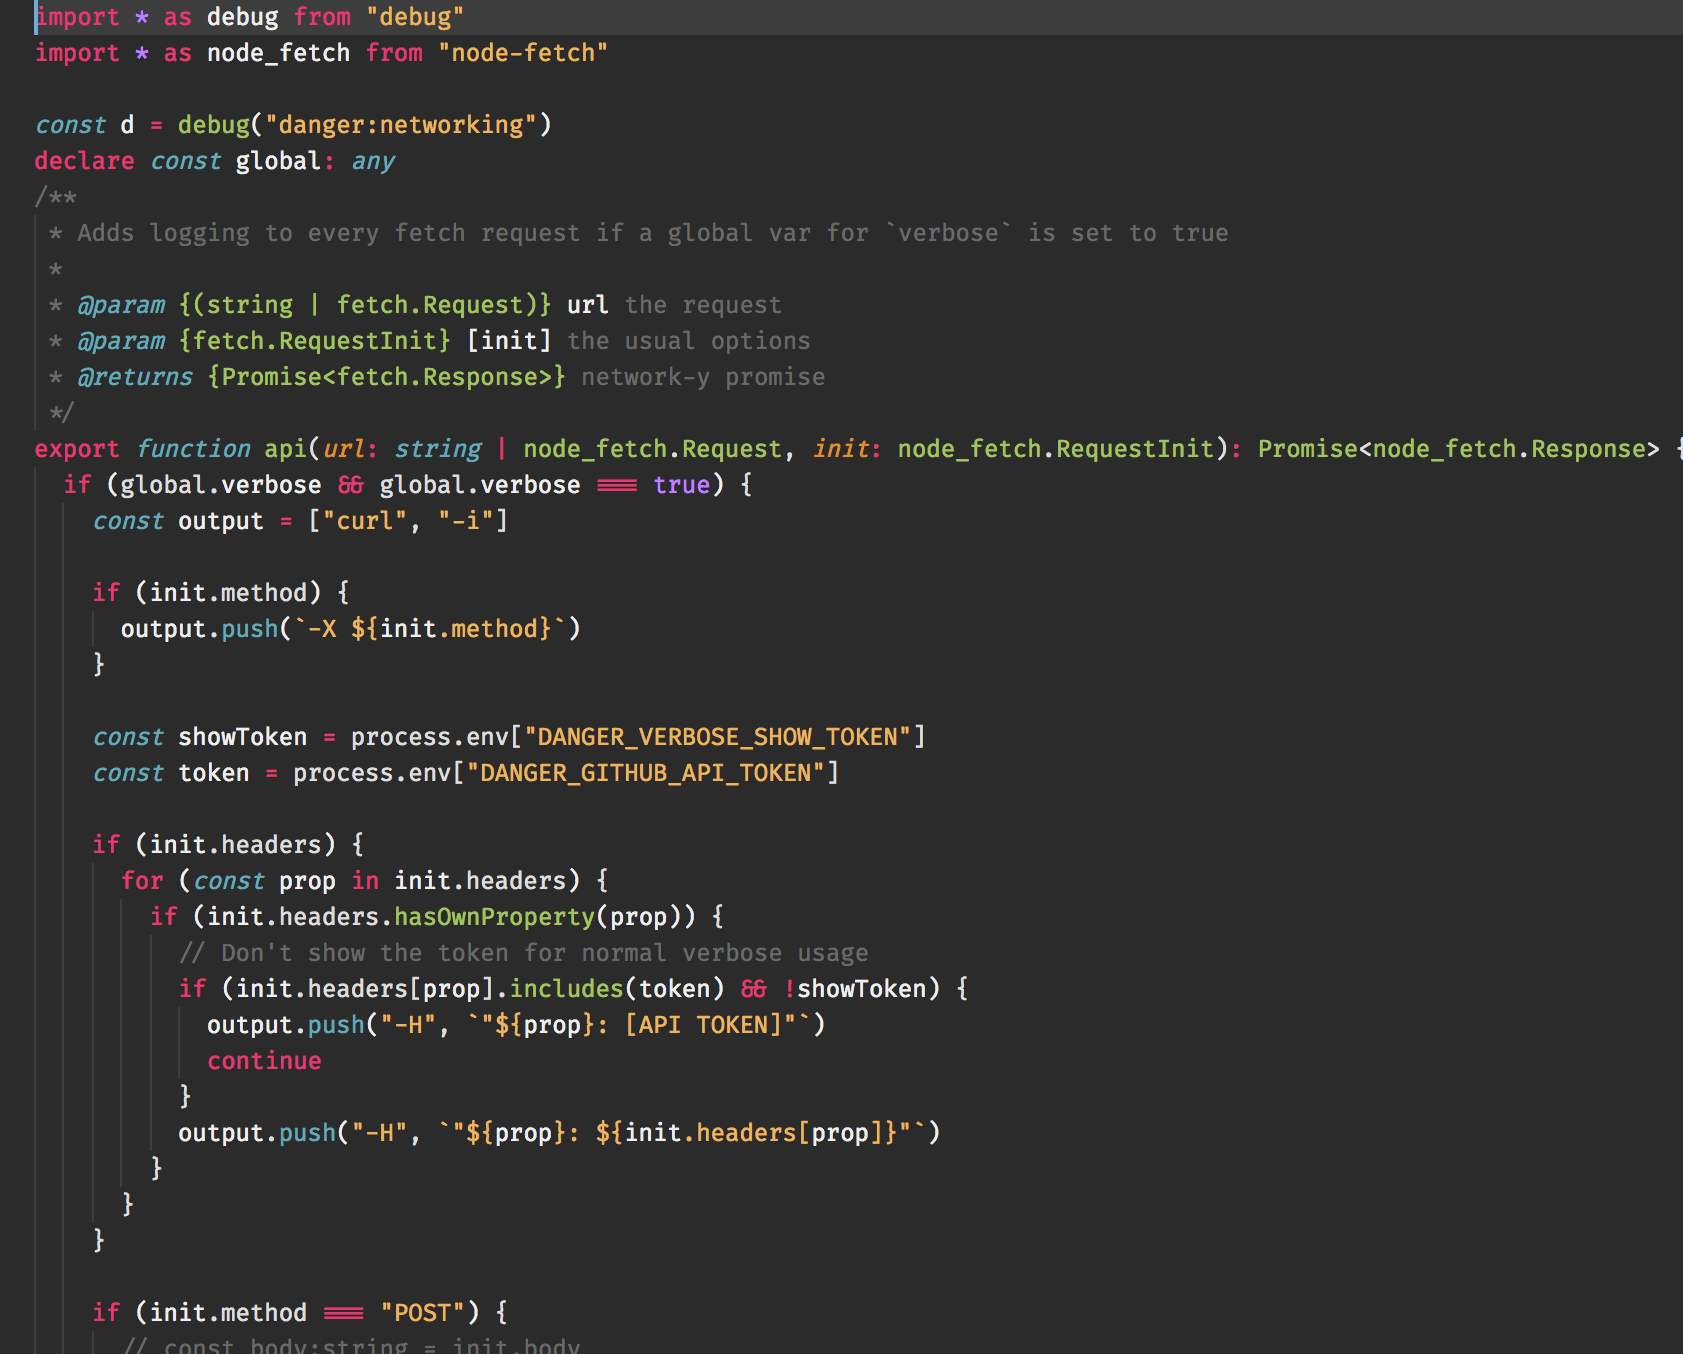 import * as debug from "debug"
import * as node_fetch from "node-fetch"
const d = debug("danger:networking")
declare const global: any
/**
* Adds logging to every fetch request if a global var for `verbose` is set to true
*
* @param {(string | fetch.Request)} url the request
* @param {fetch.RequestInit} [init] the usual options
* @returns {Promise<fetch.Response>} network-y promise
*/
export function api(url: string | node_fetch.Request, init: node_fetch.RequestInit): Promise<node_fetch.Response> {
if (global.verbose && global.verbose === true) {
const output = ["curl", "-i"]
if (init.method) {
output.push(`-X ${init.method}`)
}
const showToken = process.env["DANGER_VERBOSE_SHOW_TOKEN"]
const token = process.env["DANGER_GITHUB_API_TOKEN"]
if (init.headers) {
for (const prop in init.headers) {
if (init.headers.hasOwnProperty(prop)) {
// Don't show the token for normal verbose usage
if (init.headers[prop].includes(token) && !showToken) {
output.push("-H", `"${prop}: [API TOKEN]"`)
continue
}
output.push("-H", `"${prop}: ${init.headers[prop]}"`)
}
}
}
if (init.method === "POST") {
// const body:string = init.body